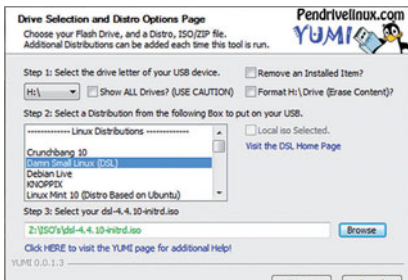 Drive Selection and Distro Options Page
Choose your Flash Drive, and a Distro, ISO/ZIP file.
Additional Distributions can be added each time this tool is run.
Pendrivelinux.com
YUMI
Step 1: Select the drive letter of your USB device.
Remove an Installed Item?
H:\
Show ALL Drives? (USE CAUTION)
Format H:\ Drive (Erase Content)?
Step 2: Select a Distribution from the following Box to put on your USB.
------------- Linux Distributions -------------
Local iso Selected.
Crunchbang 10
Visit the DSL Home Page
Damn Small Linux (DSL)
Debian Live
KNOPPIX
Linux Mint 10 (Distro Based on Ubuntu)
Step 3: Select your dsl-4.4.10-initrd.iso
Z:\ISO's\dsl-4.4.10-initrd.iso
Browse
Click HERE to visit the YUMI page for additional Help!
YUMI 0.0.1.3